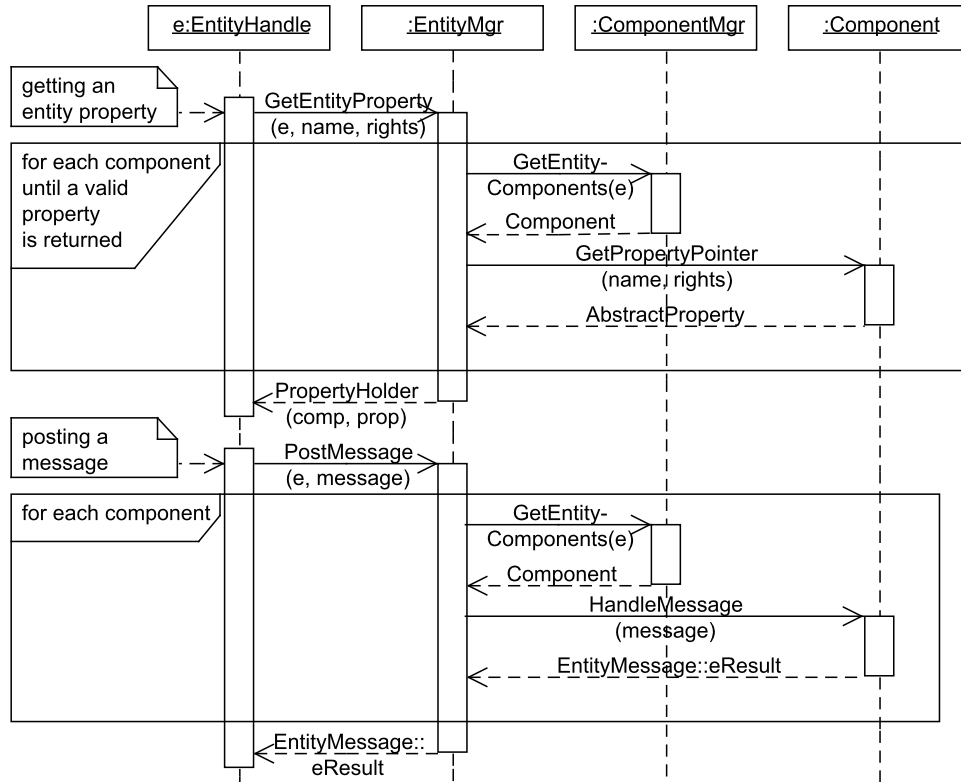 e:EntityHandle
:EntityMgr
:ComponentMgr
:Component
getting an
entity property
GetEntityProperty
(e, name, rights)
for each component
until a valid
property
is returned
GetEntity-
Components(e)
Component
GetPropertyPointer
(name, rights)
AbstractProperty
PropertyHolder
(comp, prop)
posting a
message
PostMessage
(e, message)
for each component
GetEntity-
Components(e)
Component
HandleMessage
(message)
EntityMessage::eResult
EntityMessage::
eResult